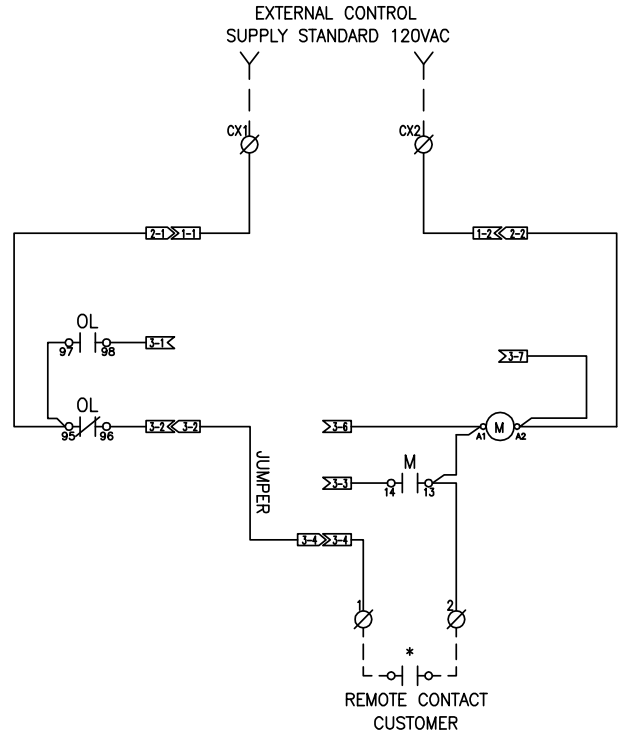 EXTERNAL CONTROL
SUPPLY STANDARD 120VAC
CX1
CX2
2-1 1-1
1-2 2-2
OL
97 98
3-1
3-7
OL
95 96
3-2 3-2
3-6
A1 M A2
JUMPER
M
3-3
14 13
3-4 3-4
1
2
*
REMOTE CONTACT
CUSTOMER